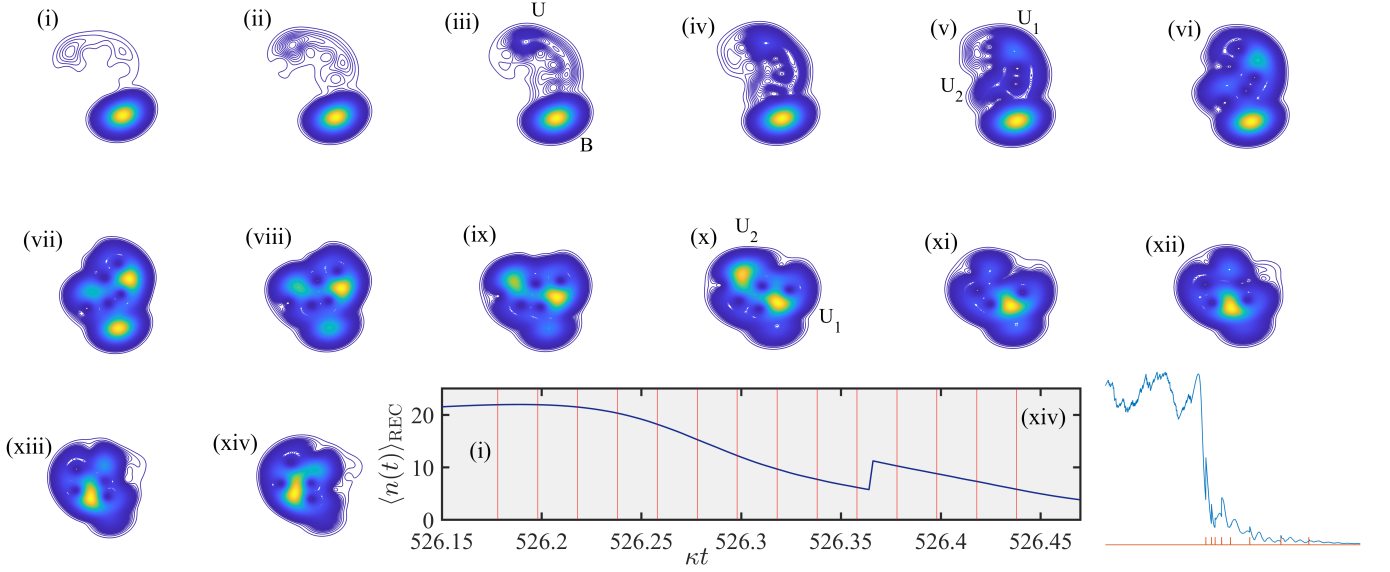 (i) (ii) (iii) U (iv) (v) U1 (vi)
U2
B
(vii) (viii) (ix) (x) U2 (xi) (xii)
U1
(xiii) (xiv)
⟨n(t)⟩REC
20
10
0
(i) (xiv)
526.15 526.2 526.25 526.3 526.35 526.4 526.45
κt